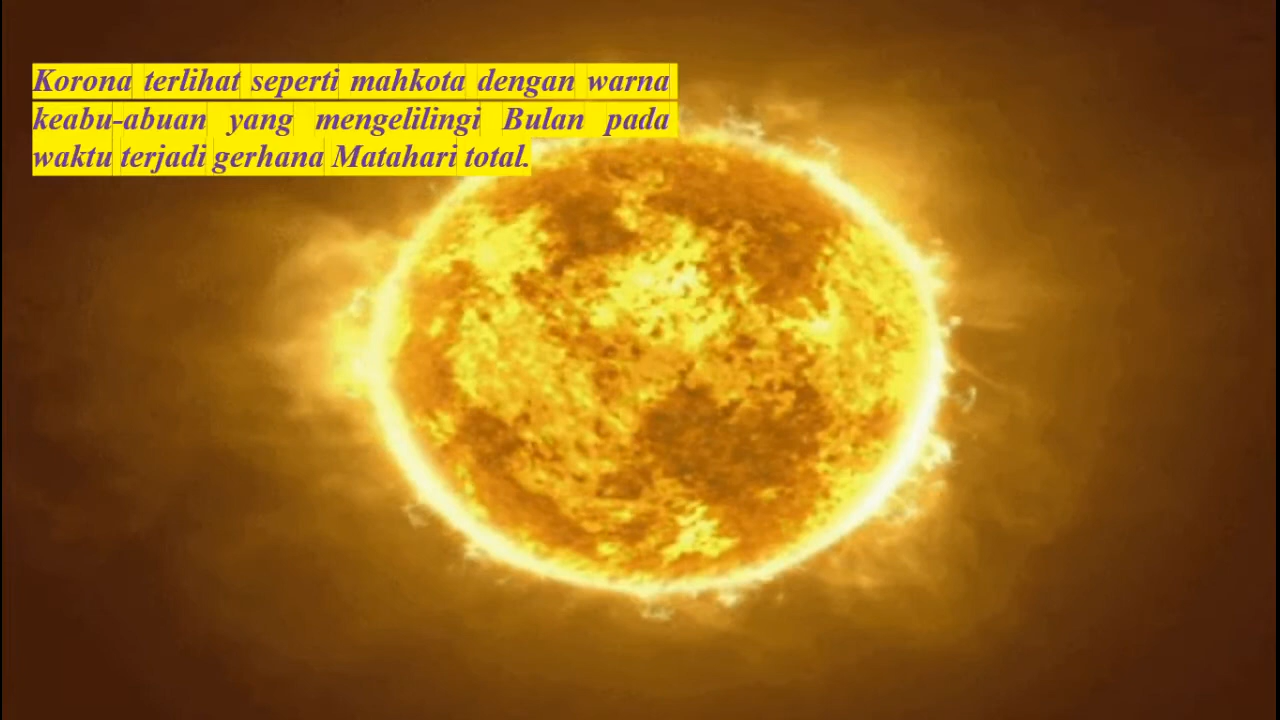 Korona terlihat seperti mahkota dengan warna
keabu-abuan yang mengelilingi Bulan pada
waktu terjadi gerhana Matahari total.